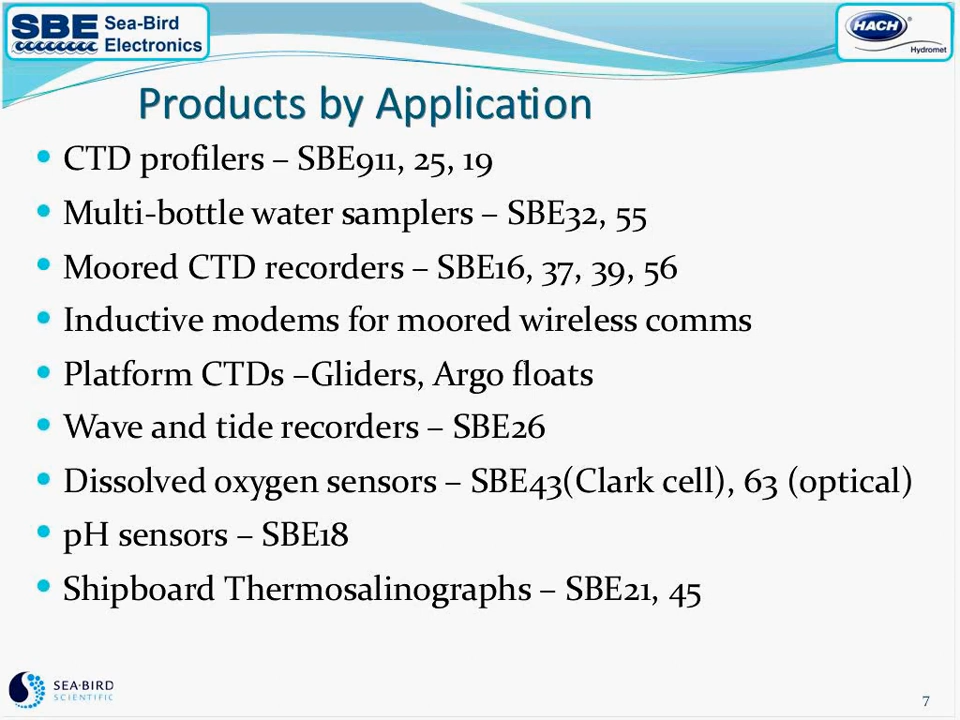 SBE Sea-Bird
Electronics
HACH®
Hydromet
Products by Application
• CTD profilers – SBE911, 25, 19
• Multi-bottle water samplers – SBE32, 55
• Moored CTD recorders – SBE16, 37, 39, 56
• Inductive modems for moored wireless comms
• Platform CTDs –Gliders, Argo floats
• Wave and tide recorders – SBE26
• Dissolved oxygen sensors – SBE43(Clark cell), 63 (optical)
• pH sensors – SBE18
• Shipboard Thermosalinographs – SBE21, 45
SEA·BIRD
SCIENTIFIC
7